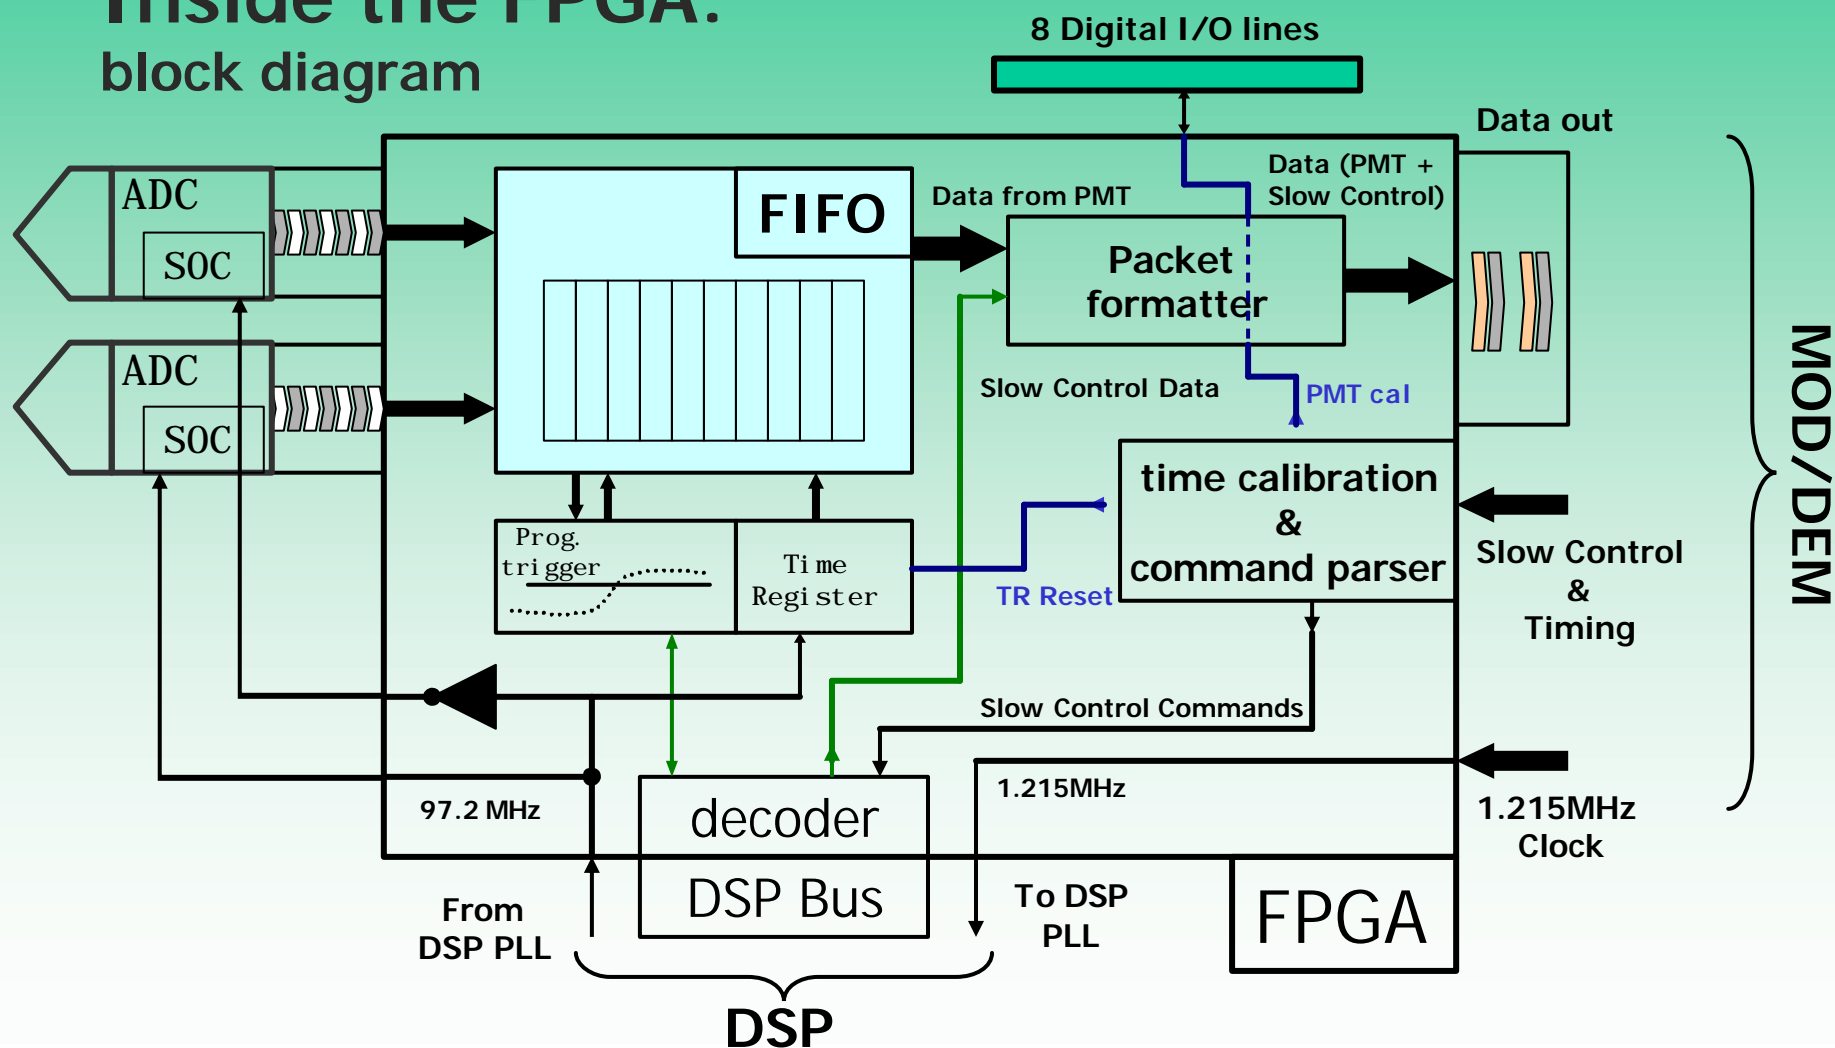 Inside the FPGA:
block diagram
8 Digital I/O lines
Data out
ADC
SOC
ADC
SOC
FIFO
Data from PMT
Data (PMT +
Slow Control)
Packet
formatter
Slow Control Data
PMT cal
time calibration
&
command parser
TR Reset
Prog.
trigger
Time
Register
Slow Control
&
Timing
MOD/DEM
Slow Control Commands
97.2 MHz
decoder
1.215MHz
1.215MHz
Clock
From
DSP PLL
DSP Bus
To DSP
PLL
FPGA
DSP